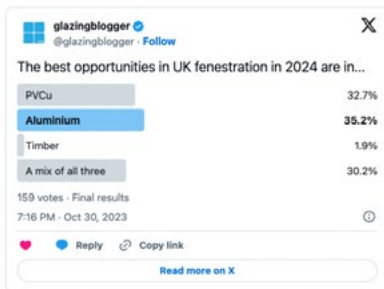 glazingblogger
@glazingblogger · Follow
The best opportunities in UK fenestration in 2024 are in...
PVCu 32.7%
Aluminium 35.2%
Timber 1.9%
A mix of all three 30.2%
159 votes · Final results
7:16 PM · Oct 30, 2023
Reply Copy link
Read more on X